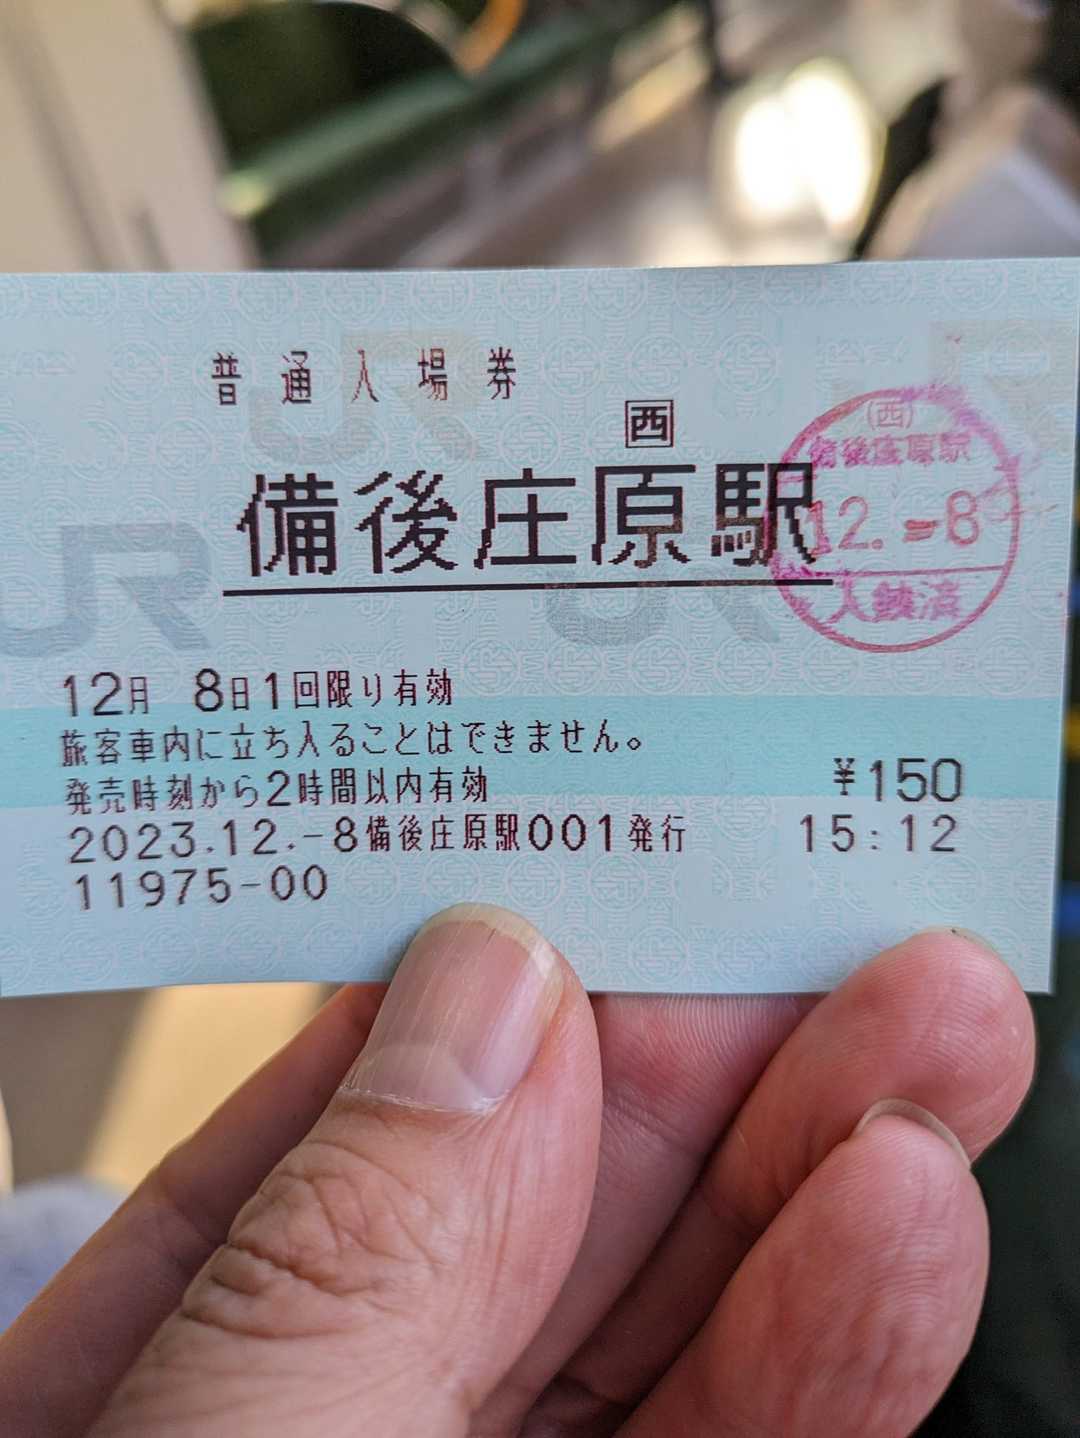 普通入場券
西
備後庄原駅
(西)
備後庄原駅
12.-8
入鋏済
12月 8日1回限り有効
旅客車内に立ち入ることはできません。
発売時刻から2時間以内有効 ¥150
2023.12.-8備後庄原駅001発行 15:12
11975-00
JR
JR
JR